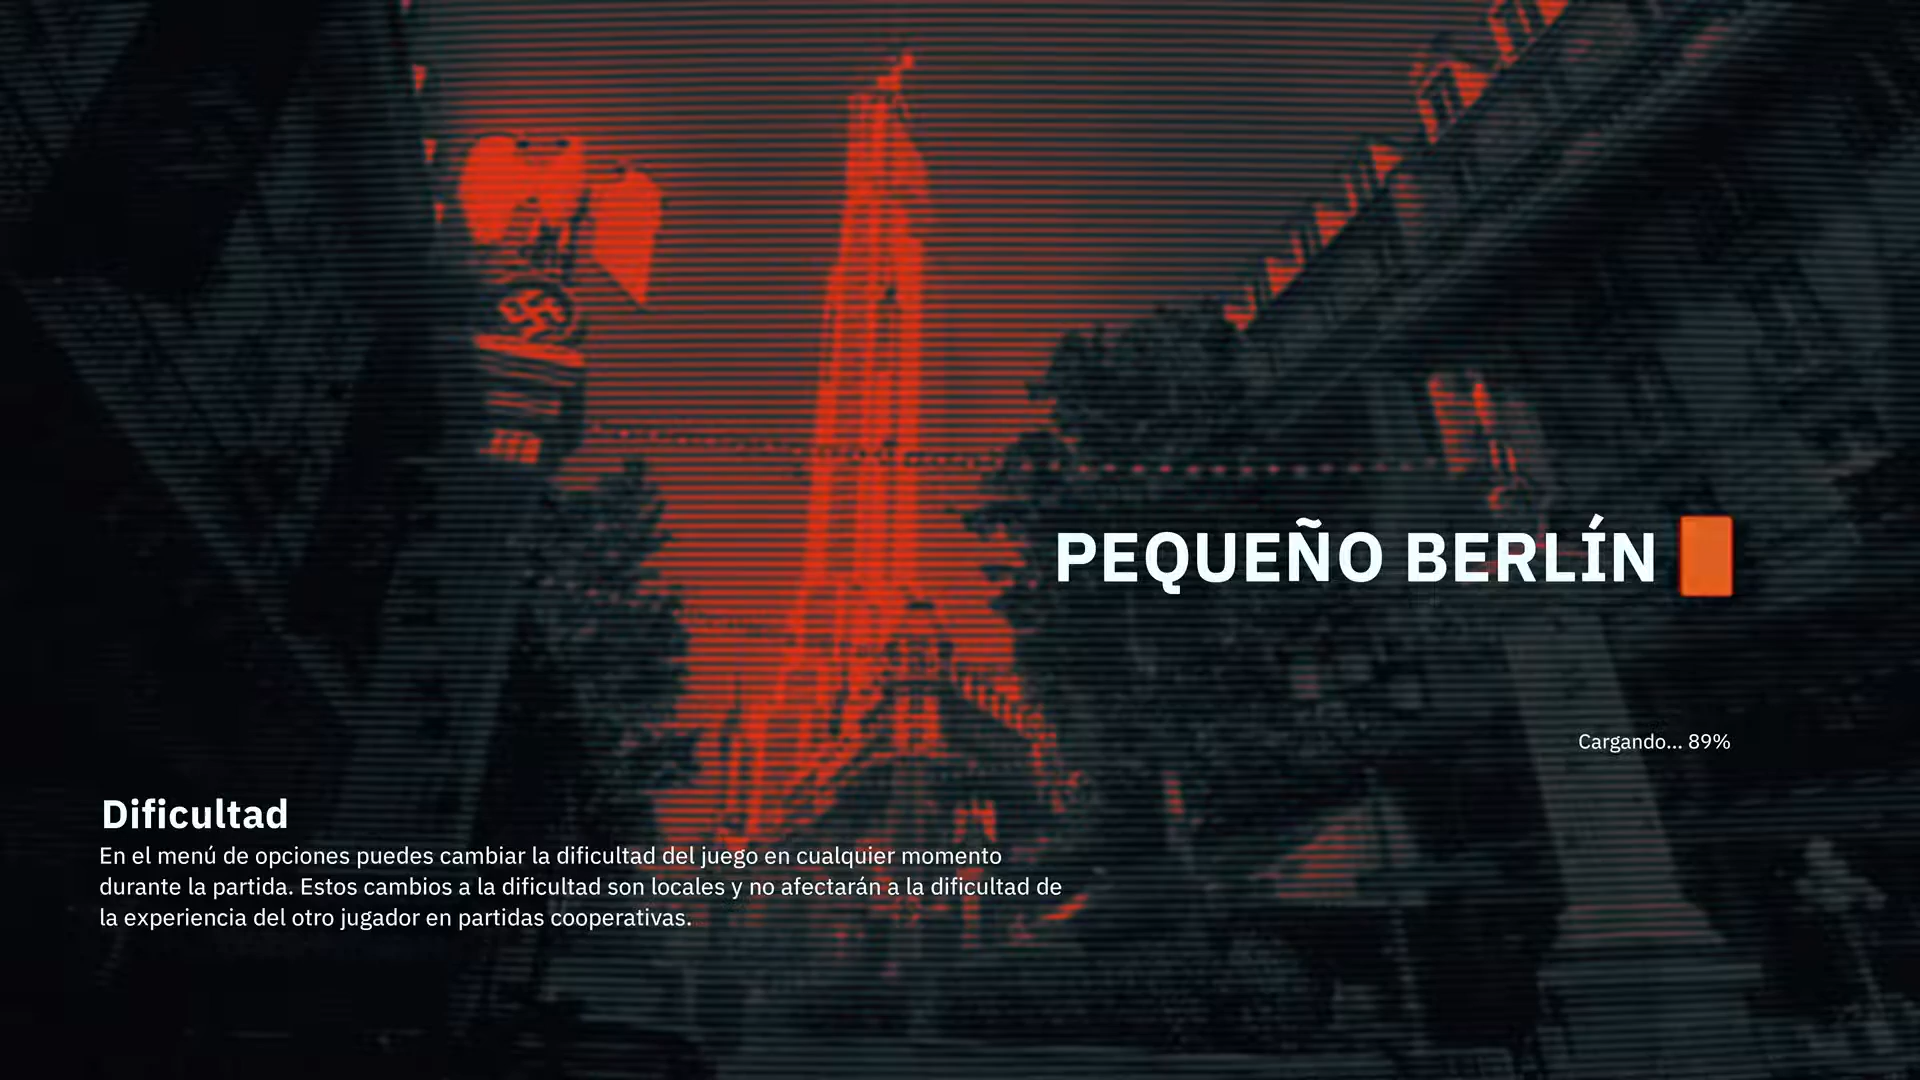 PEQUEÑO BERLÍN
Cargando... 89%
Dificultad
En el menú de opciones puedes cambiar la dificultad del juego en cualquier momento
durante la partida. Estos cambios a la dificultad son locales y no afectarán a la dificultad de
la experiencia del otro jugador en partidas cooperativas.